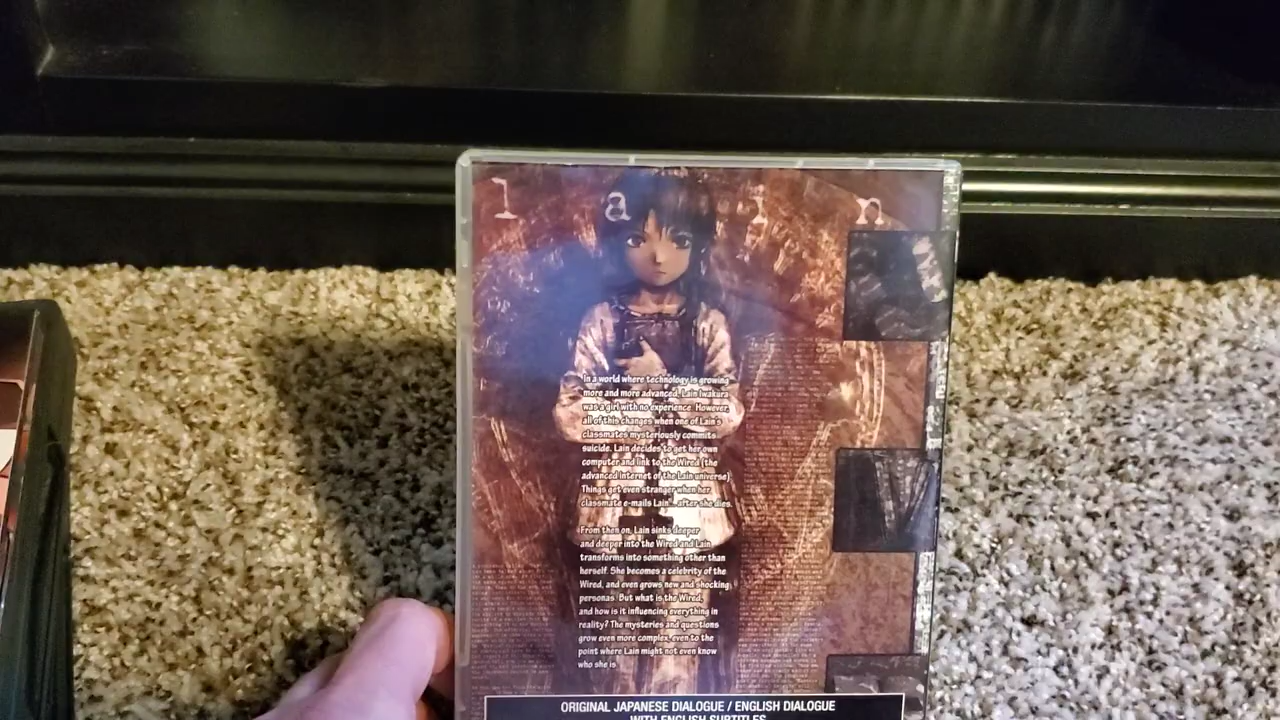 l a i n
In a world where technology is growing
more and more advanced, Lain Iwakura
was a girl with no experience. However,
all of this changes when one of Lain's
classmates mysteriously commits
suicide. Lain decides to get her own
computer and link to the Wired (the
advanced Internet of the Lain universe)
Things get even stranger when her
classmate e-mails Lain... after she dies.
From then on, Lain sinks deeper
and deeper into the Wired and Lain
transforms into something other than
herself. She becomes a celebrity of the
Wired, and even grows new and shocking
personas. But what is the Wired,
and how is it influencing everything in
reality? The mysteries and questions
grow even more complex, even to the
point where Lain might not even know
who she is
ORIGINAL JAPANESE DIALOGUE / ENGLISH DIALOGUE
WITH ENGLISH SUBTITLES